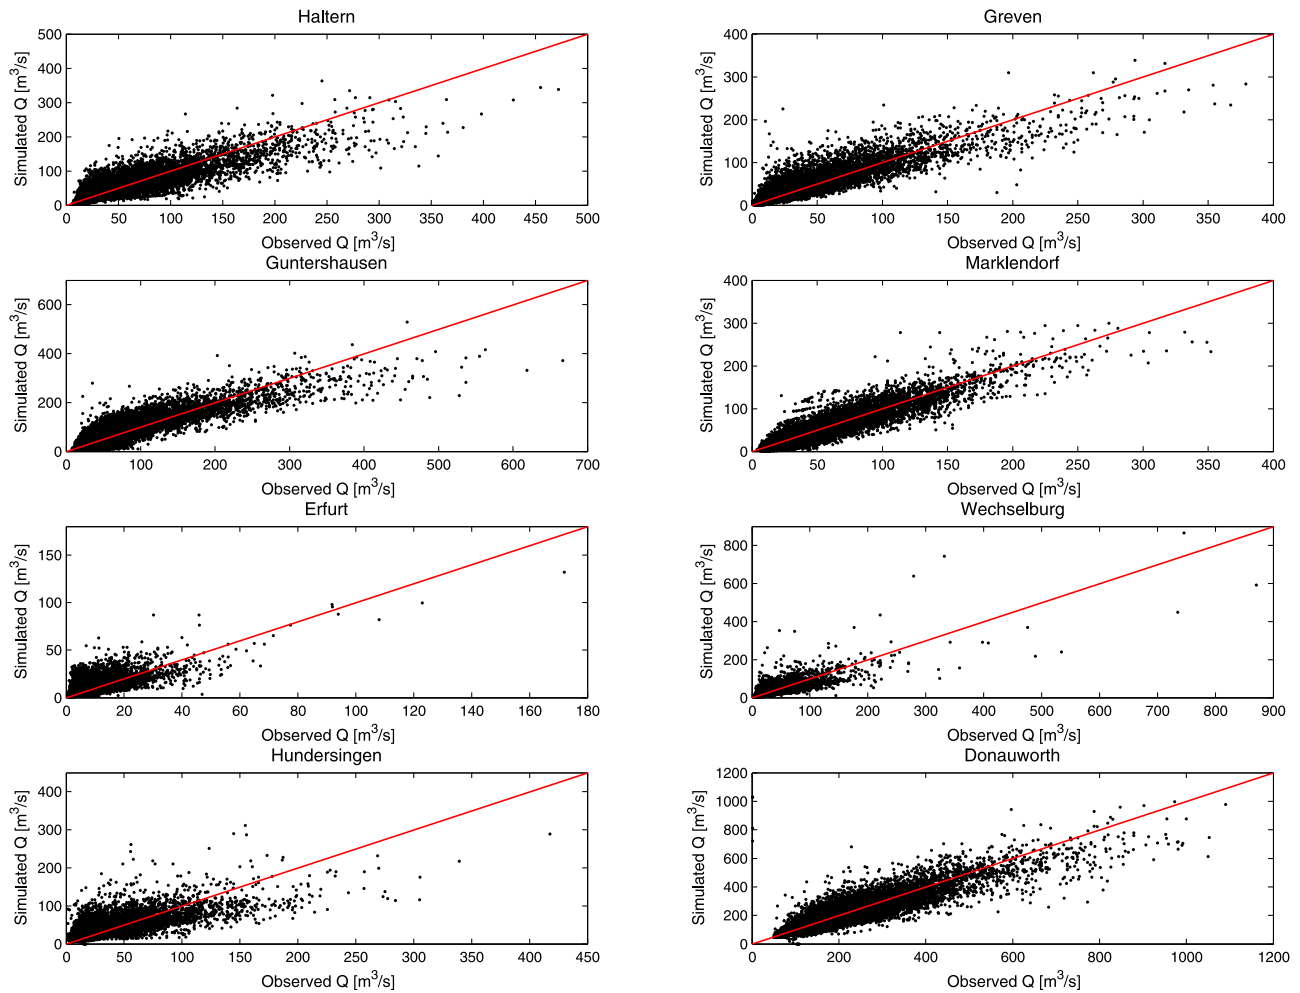 Haltern
Simulated Q [m³/s]
500
400
300
200
100
0
0 50 100 150 200 250 300 350 400 450 500
Observed Q [m³/s]
Greven
Simulated Q [m³/s]
400
300
200
100
0
0 50 100 150 200 250 300 350 400
Observed Q [m³/s]
Guntershausen
Simulated Q [m³/s]
600
400
200
0
0 100 200 300 400 500 600 700
Observed Q [m³/s]
Marklendorf
Simulated Q [m³/s]
400
300
200
100
0
0 50 100 150 200 250 300 350 400
Observed Q [m³/s]
Erfurt
Simulated Q [m³/s]
150
100
50
0
0 20 40 60 80 100 120 140 160 180
Observed Q [m³/s]
Wechselburg
Simulated Q [m³/s]
800
600
400
200
0
0 100 200 300 400 500 600 700 800 900
Observed Q [m³/s]
Hundersingen
Simulated Q [m³/s]
400
300
200
100
0
0 50 100 150 200 250 300 350 400 450
Observed Q [m³/s]
Donauworth
Simulated Q [m³/s]
1200
1000
800
600
400
200
0
0 200 400 600 800 1000 1200
Observed Q [m³/s]